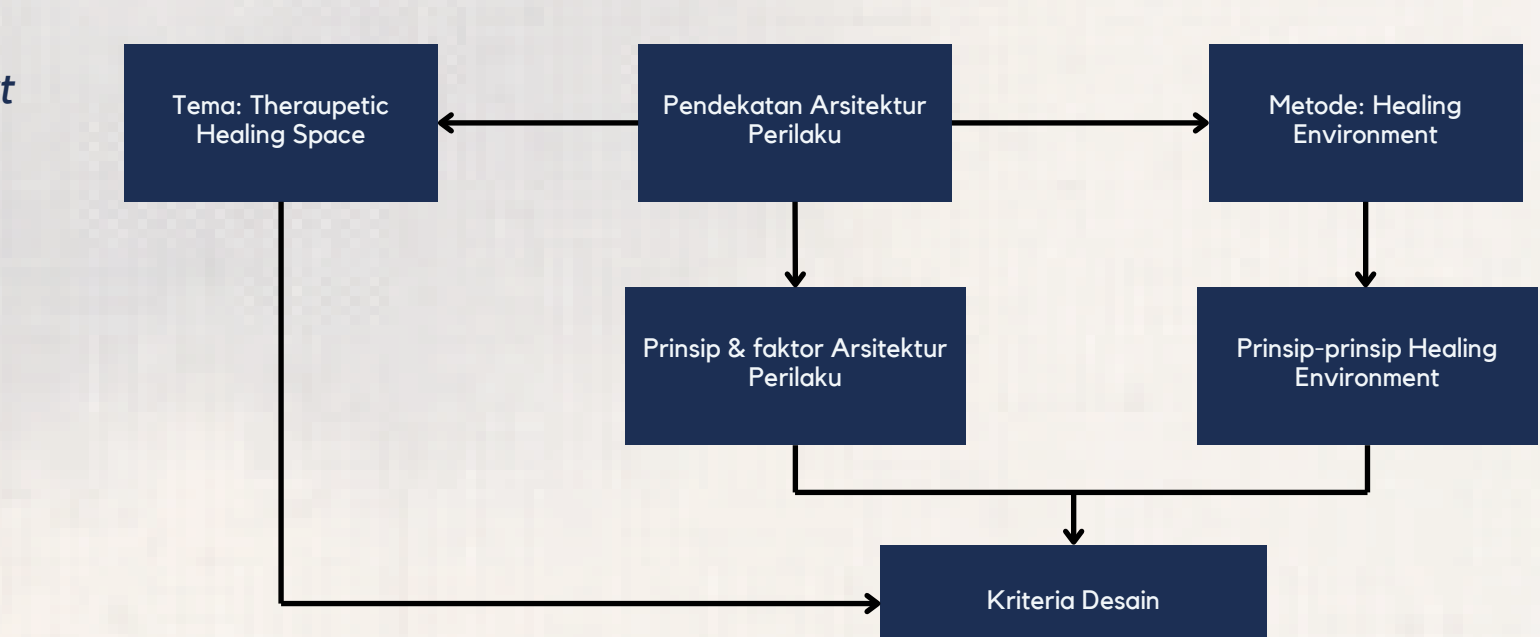 t
Tema: Theraupetic
Healing Space
Pendekatan Arsitektur
Perilaku
Metode: Healing
Environment
Prinsip & faktor Arsitektur
Perilaku
Prinsip-prinsip Healing
Environment
Kriteria Desain